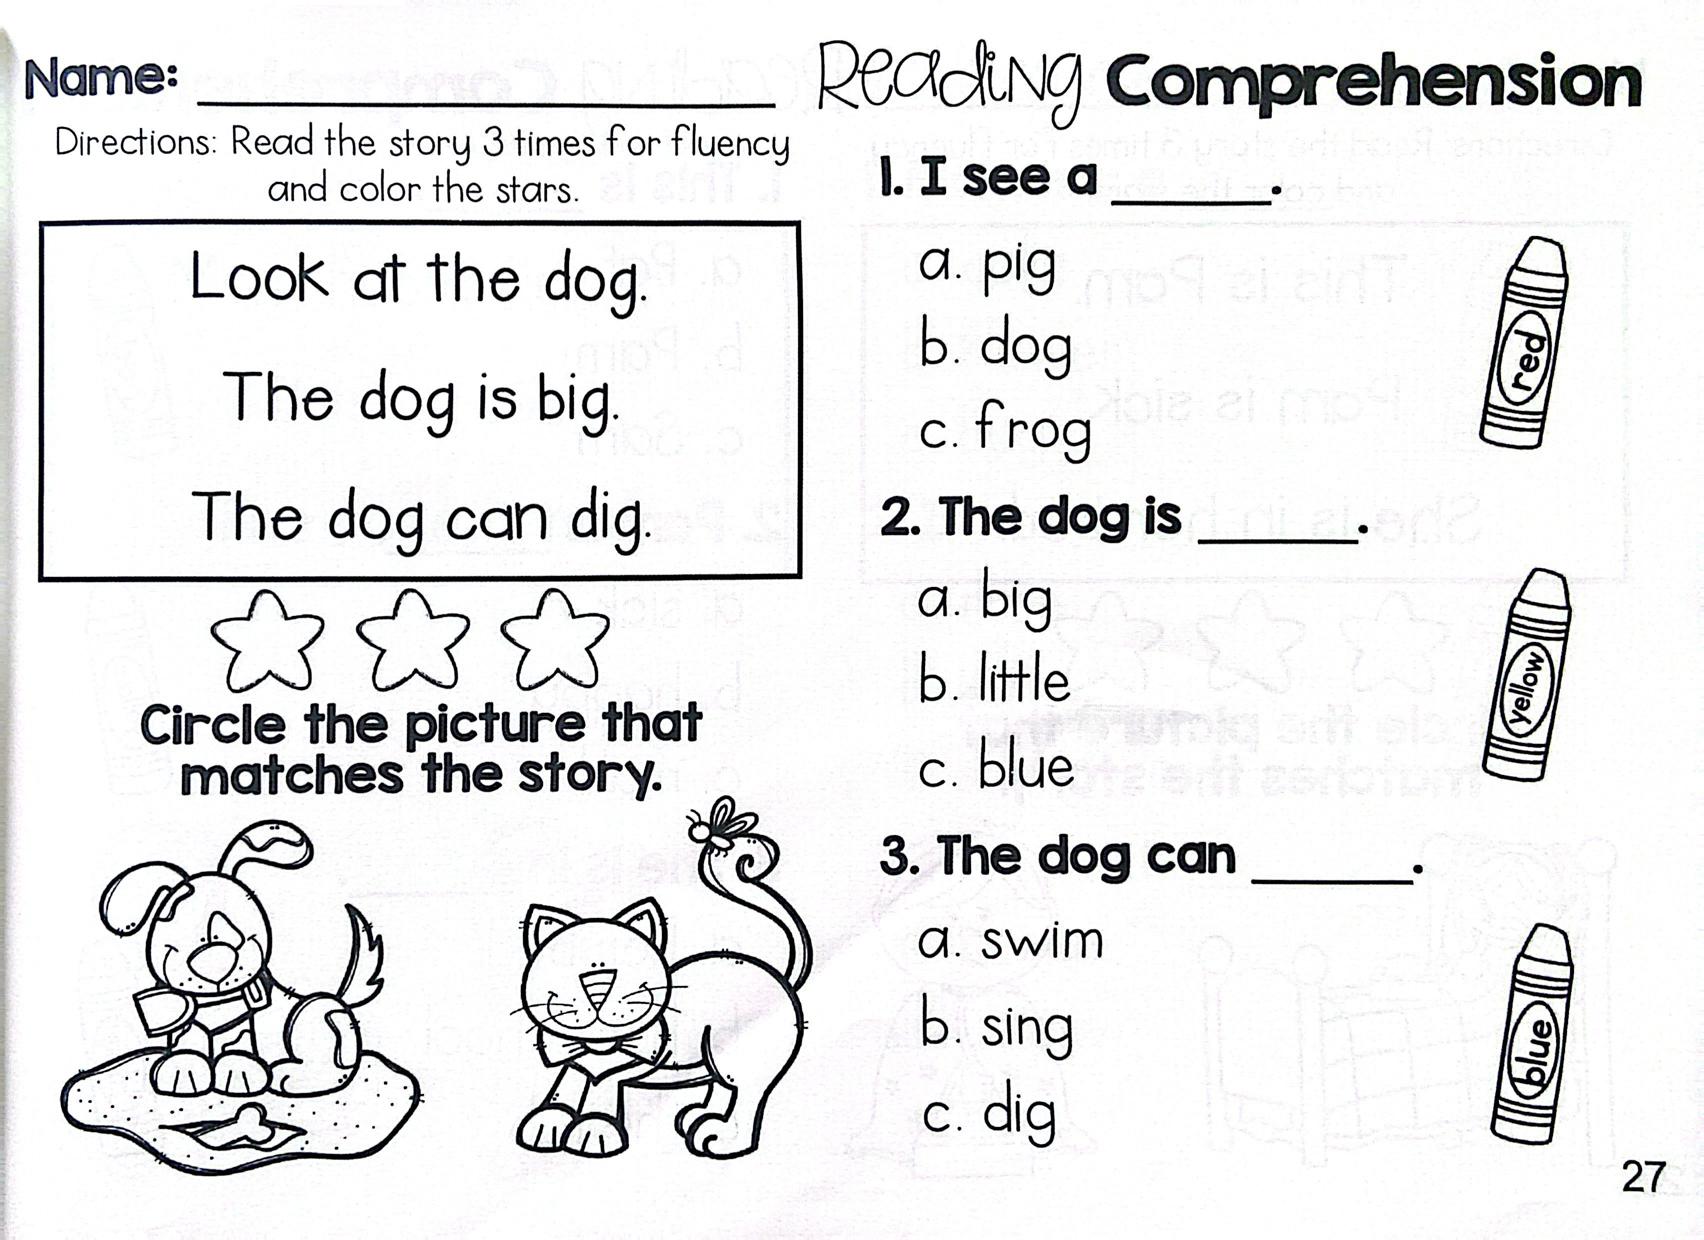 Name:
Directions: Read the story 3 times for fluency
and color the stars.
Look at the dog.
The dog is big.
The dog can dig.
Circle the picture that
matches the story.
Reading Comprehension
1. I see a ______.
a. pig
b. dog
c. frog
red
2. The dog is ______.
a. big
b. little
c. blue
yellow
3. The dog can ______.
a. swim
b. sing
c. dig
blue
27